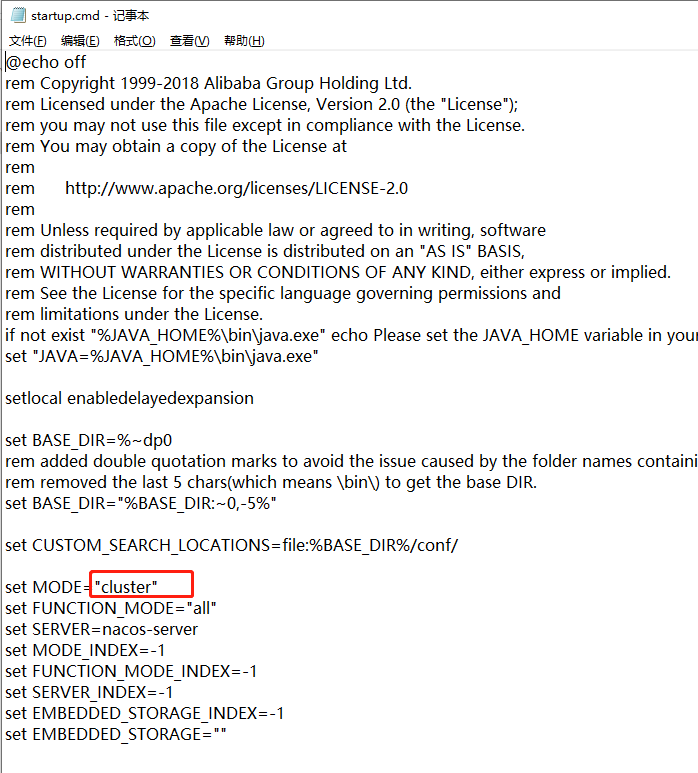 startup.cmd - 记事本
文件(F) 编辑(E) 格式(O) 查看(V) 帮助(H)
@echo off
rem Copyright 1999-2018 Alibaba Group Holding Ltd.
rem Licensed under the Apache License, Version 2.0 (the "License");
rem you may not use this file except in compliance with the License.
rem You may obtain a copy of the License at
rem
rem      http://www.apache.org/licenses/LICENSE-2.0
rem
rem Unless required by applicable law or agreed to in writing, software
rem distributed under the License is distributed on an "AS IS" BASIS,
rem WITHOUT WARRANTIES OR CONDITIONS OF ANY KIND, either express or implied.
rem See the License for the specific language governing permissions and
rem limitations under the License.
if not exist "%JAVA_HOME%\bin\java.exe" echo Please set the JAVA_HOME variable in your
set "JAVA=%JAVA_HOME%\bin\java.exe"
setlocal enabledelayedexpansion
set BASE_DIR=%~dp0
rem added double quotation marks to avoid the issue caused by the folder names containi
rem removed the last 5 chars(which means \bin\) to get the base DIR.
set BASE_DIR="%BASE_DIR:~0,-5%"
set CUSTOM_SEARCH_LOCATIONS=file:%BASE_DIR%/conf/
set MODE="cluster"
set FUNCTION_MODE="all"
set SERVER=nacos-server
set MODE_INDEX=-1
set FUNCTION_MODE_INDEX=-1
set SERVER_INDEX=-1
set EMBEDDED_STORAGE_INDEX=-1
set EMBEDDED_STORAGE=""